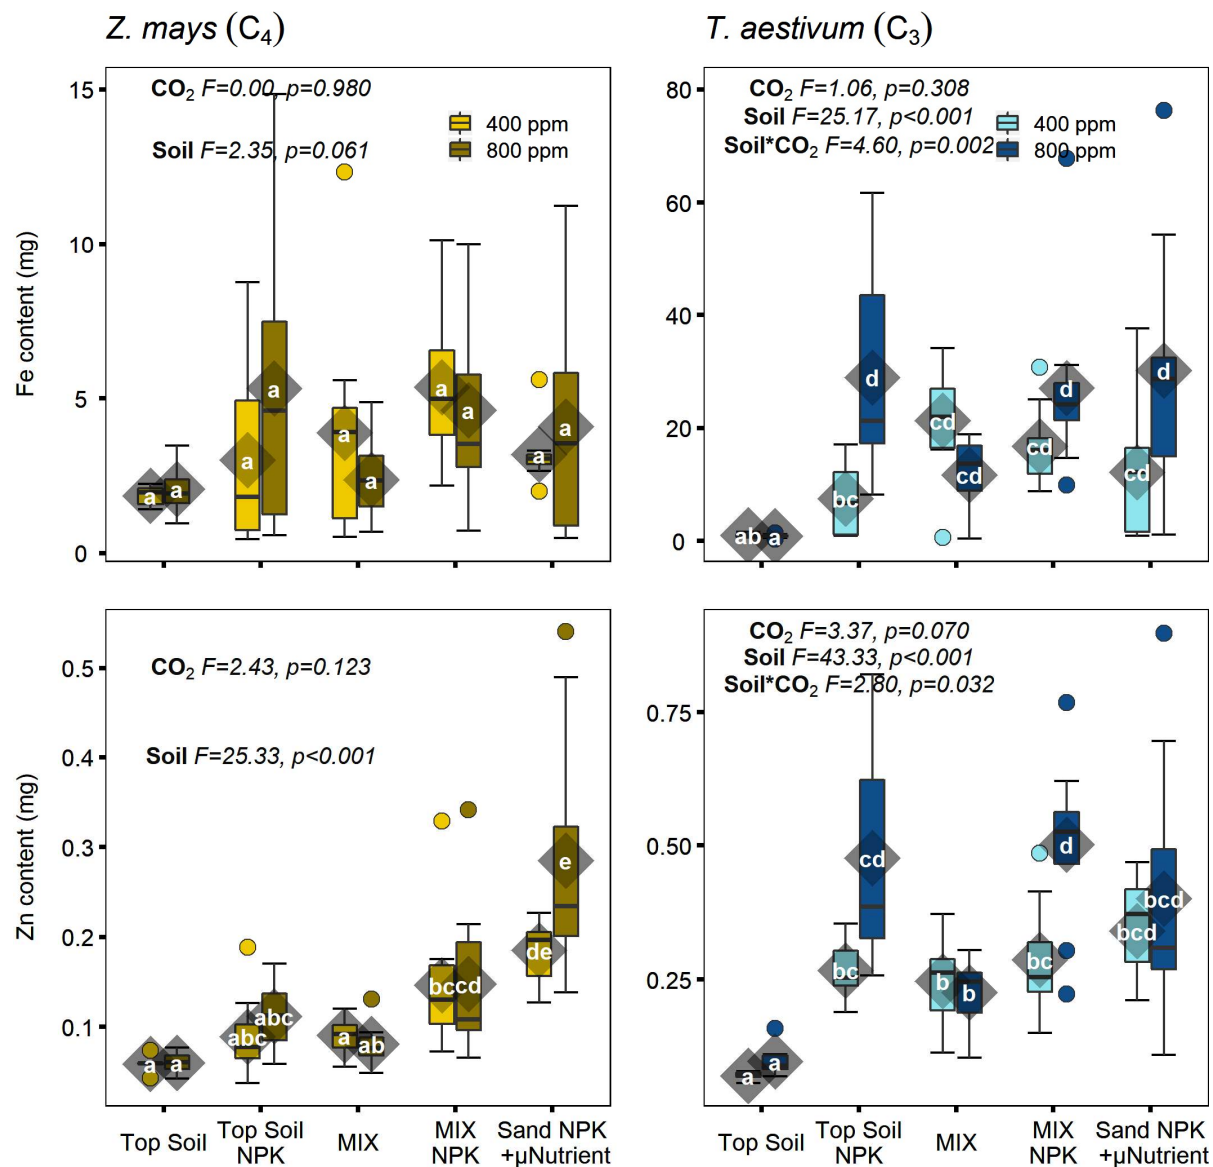 Z. mays (C4)
T. aestivum (C3)
Fe content (mg)
15
10
5
0
CO2 F=0.00, p=0.980
Soil F=2.35, p=0.061
400 ppm
800 ppm
a
a
a
a
a
a
a
a
a
a
80
60
40
20
0
CO2 F=1.06, p=0.308
Soil F=25.17, p<0.001
Soil*CO2 F=4.60, p=0.002
400 ppm
800 ppm
ab
a
bc
d
cd
cd
cd
d
cd
d
Zn content (mg)
0.5
0.4
0.3
0.2
0.1
CO2 F=2.43, p=0.123
Soil F=25.33, p<0.001
a
a
abc
abc
a
ab
bc
cd
de
e
Top Soil
Top Soil
NPK
MIX
MIX
NPK
Sand NPK
+µNutrient
0.75
0.50
0.25
CO2 F=3.37, p=0.070
Soil F=43.33, p<0.001
Soil*CO2 F=2.80, p=0.032
a
a
bc
cd
b
b
bc
d
bcd
bcd
Top Soil
Top Soil
NPK
MIX
MIX
NPK
Sand NPK
+µNutrient